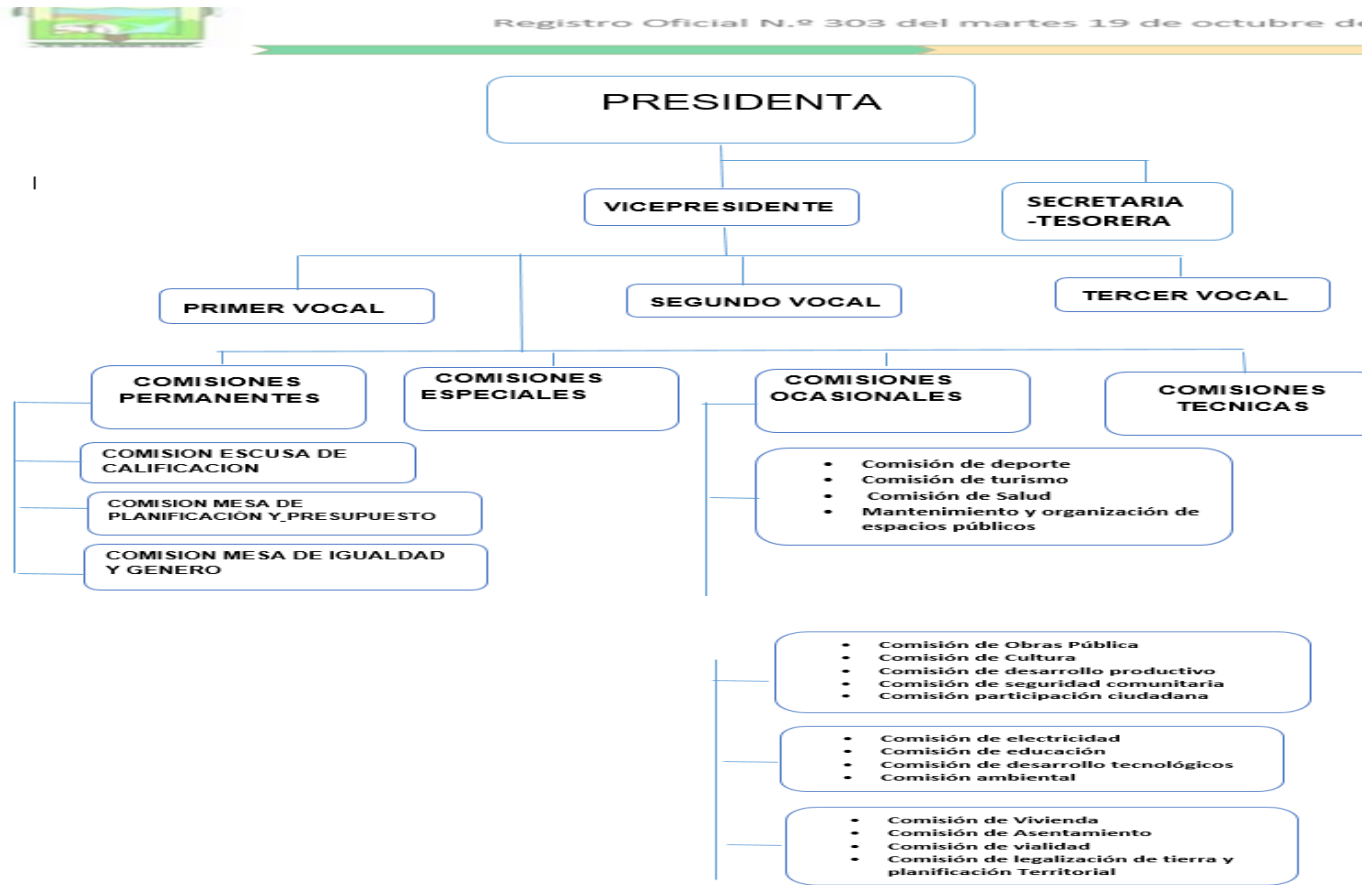 Registro Oficial N.º 303 del martes 19 de octubre de
PRESIDENTA
VICEPRESIDENTE
SECRETARIA
-TESORERA
PRIMER VOCAL
SEGUNDO VOCAL
TERCER VOCAL
COMISIONES
PERMANENTES
COMISIONES
ESPECIALES
COMISIONES
OCASIONALES
COMISIONES
TECNICAS
COMISION ESCUSA DE
CALIFICACION
COMISION MESA DE
PLANIFICACIÓN Y PRESUPUESTO
COMISION MESA DE IGUALDAD
Y GENERO
• Comisión de deporte
• Comisión de turismo
• Comisión de Salud
• Mantenimiento y organización de
espacios públicos
• Comisión de Obras Pública
• Comisión de Cultura
• Comisión de desarrollo productivo
• Comisión de seguridad comunitaria
• Comisión participación ciudadana
• Comisión de electricidad
• Comisión de educación
• Comisión de desarrollo tecnológicos
• Comisión ambiental
• Comisión de Vivienda
• Comisión de Asentamiento
• Comisión de vialidad
• Comisión de legalización de tierra y
planificación Territorial